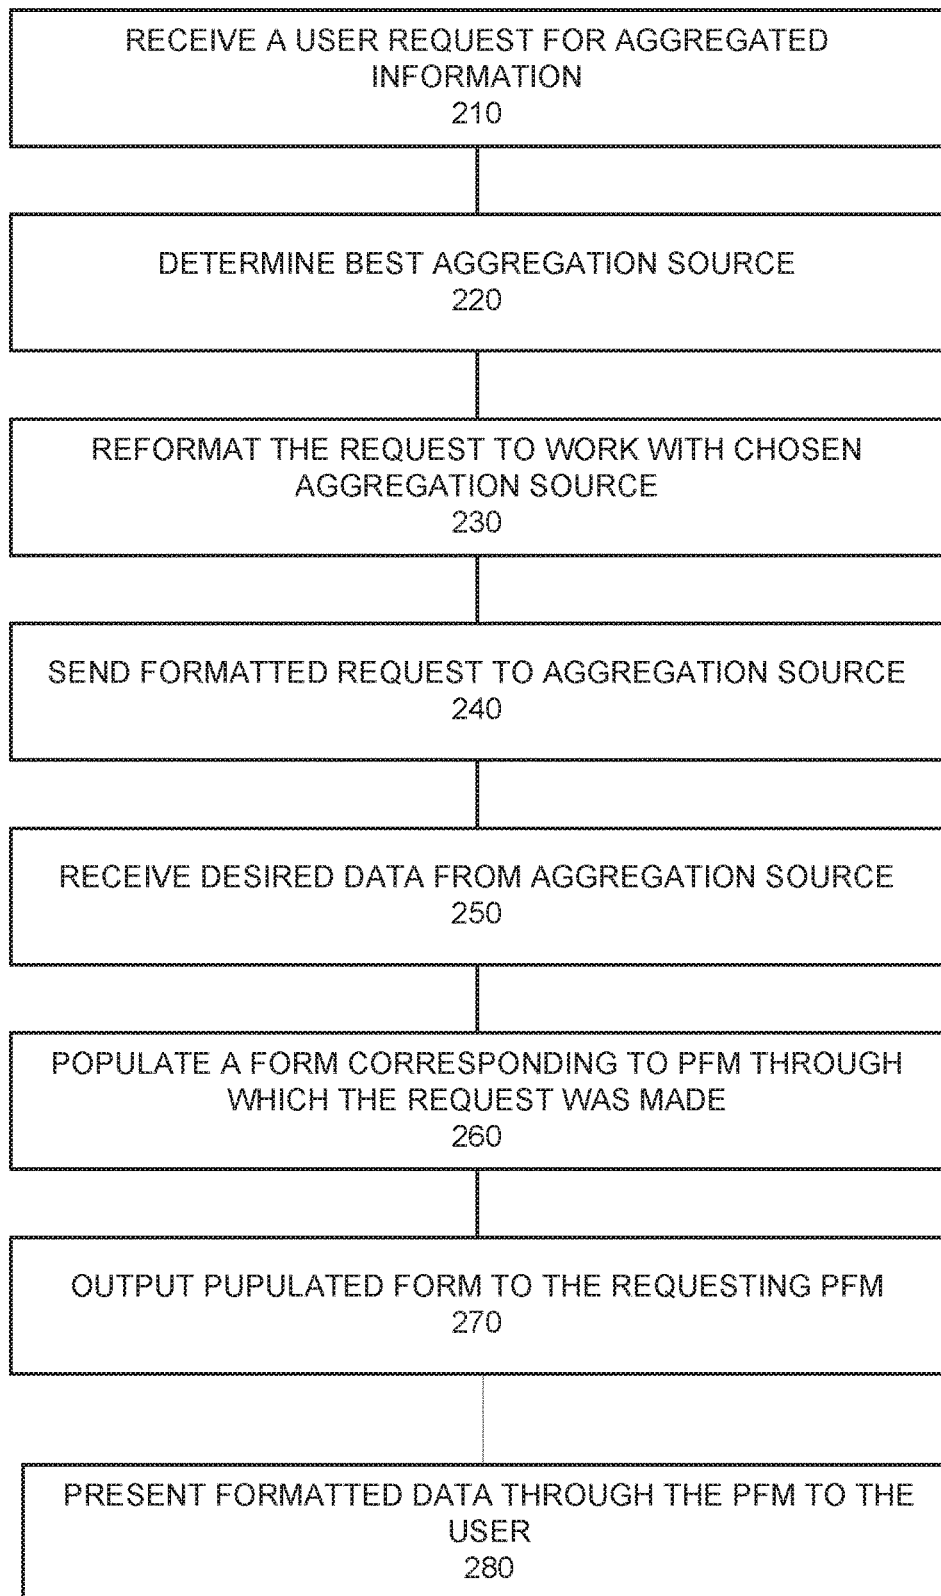 RECEIVE A USER REQUEST FOR AGGREGATED
INFORMATION
210
DETERMINE BEST AGGREGATION SOURCE
220
REFORMAT THE REQUEST TO WORK WITH CHOSEN
AGGREGATION SOURCE
230
SEND FORMATTED REQUEST TO AGGREGATION SOURCE
240
RECEIVE DESIRED DATA FROM AGGREGATION SOURCE
250
POPULATE A FORM CORRESPONDING TO PFM THROUGH
WHICH THE REQUEST WAS MADE
260
OUTPUT PUPULATED FORM TO THE REQUESTING PFM
270
PRESENT FORMATTED DATA THROUGH THE PFM TO THE
USER
280